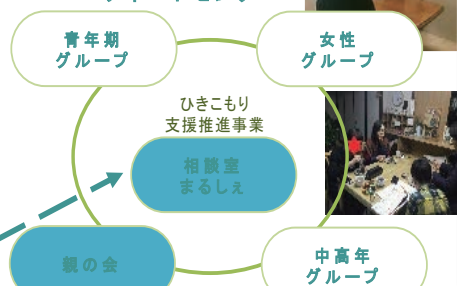 青年期
グループ
女性
グループ
ひきこもり
支援推進事業
相談室
まるしぇ
親の会
中高年
グループ